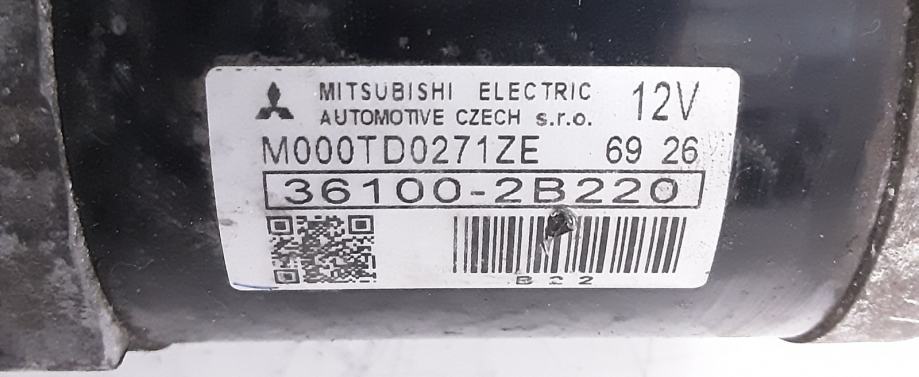 MITSUBISHI ELECTRIC 12V
AUTOMOTIVE CZECH s.r.o.
M000TD0271ZE 69 26
36100-2B220
B22